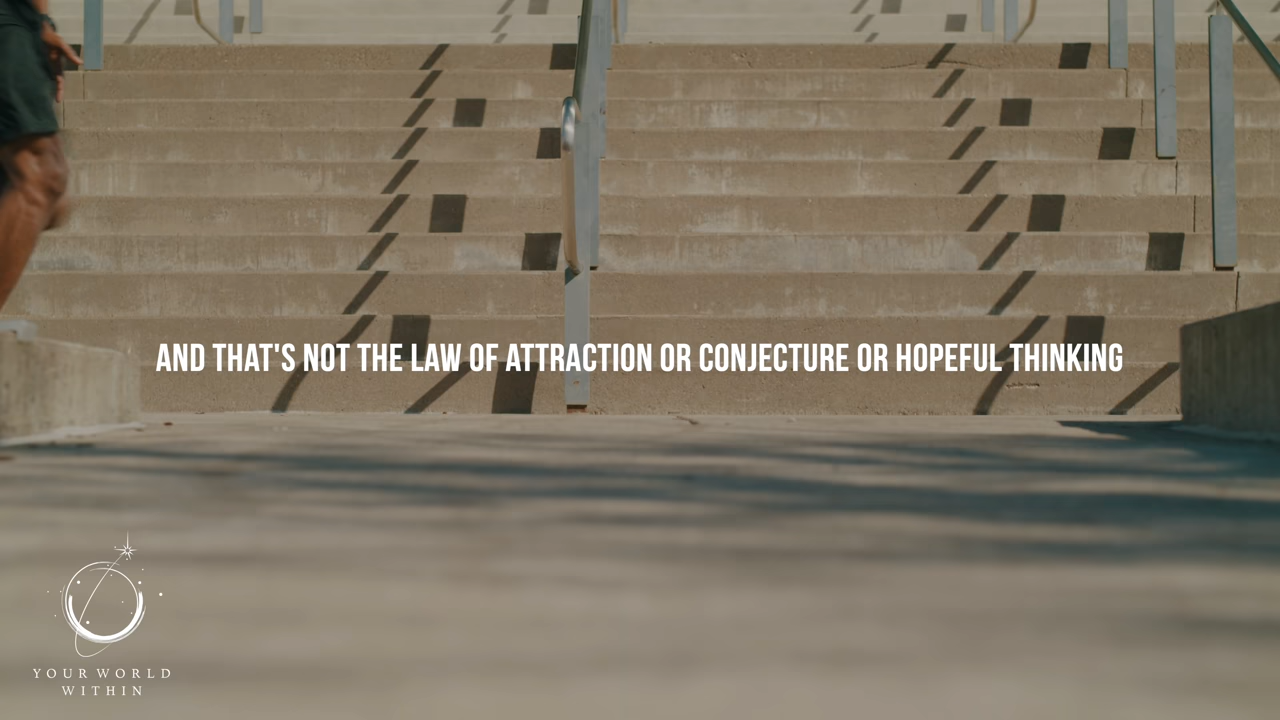 AND THAT'S NOT THE LAW OF ATTRACTION OR CONJECTURE OR HOPEFUL THINKING
YOUR WORLD
WITHIN